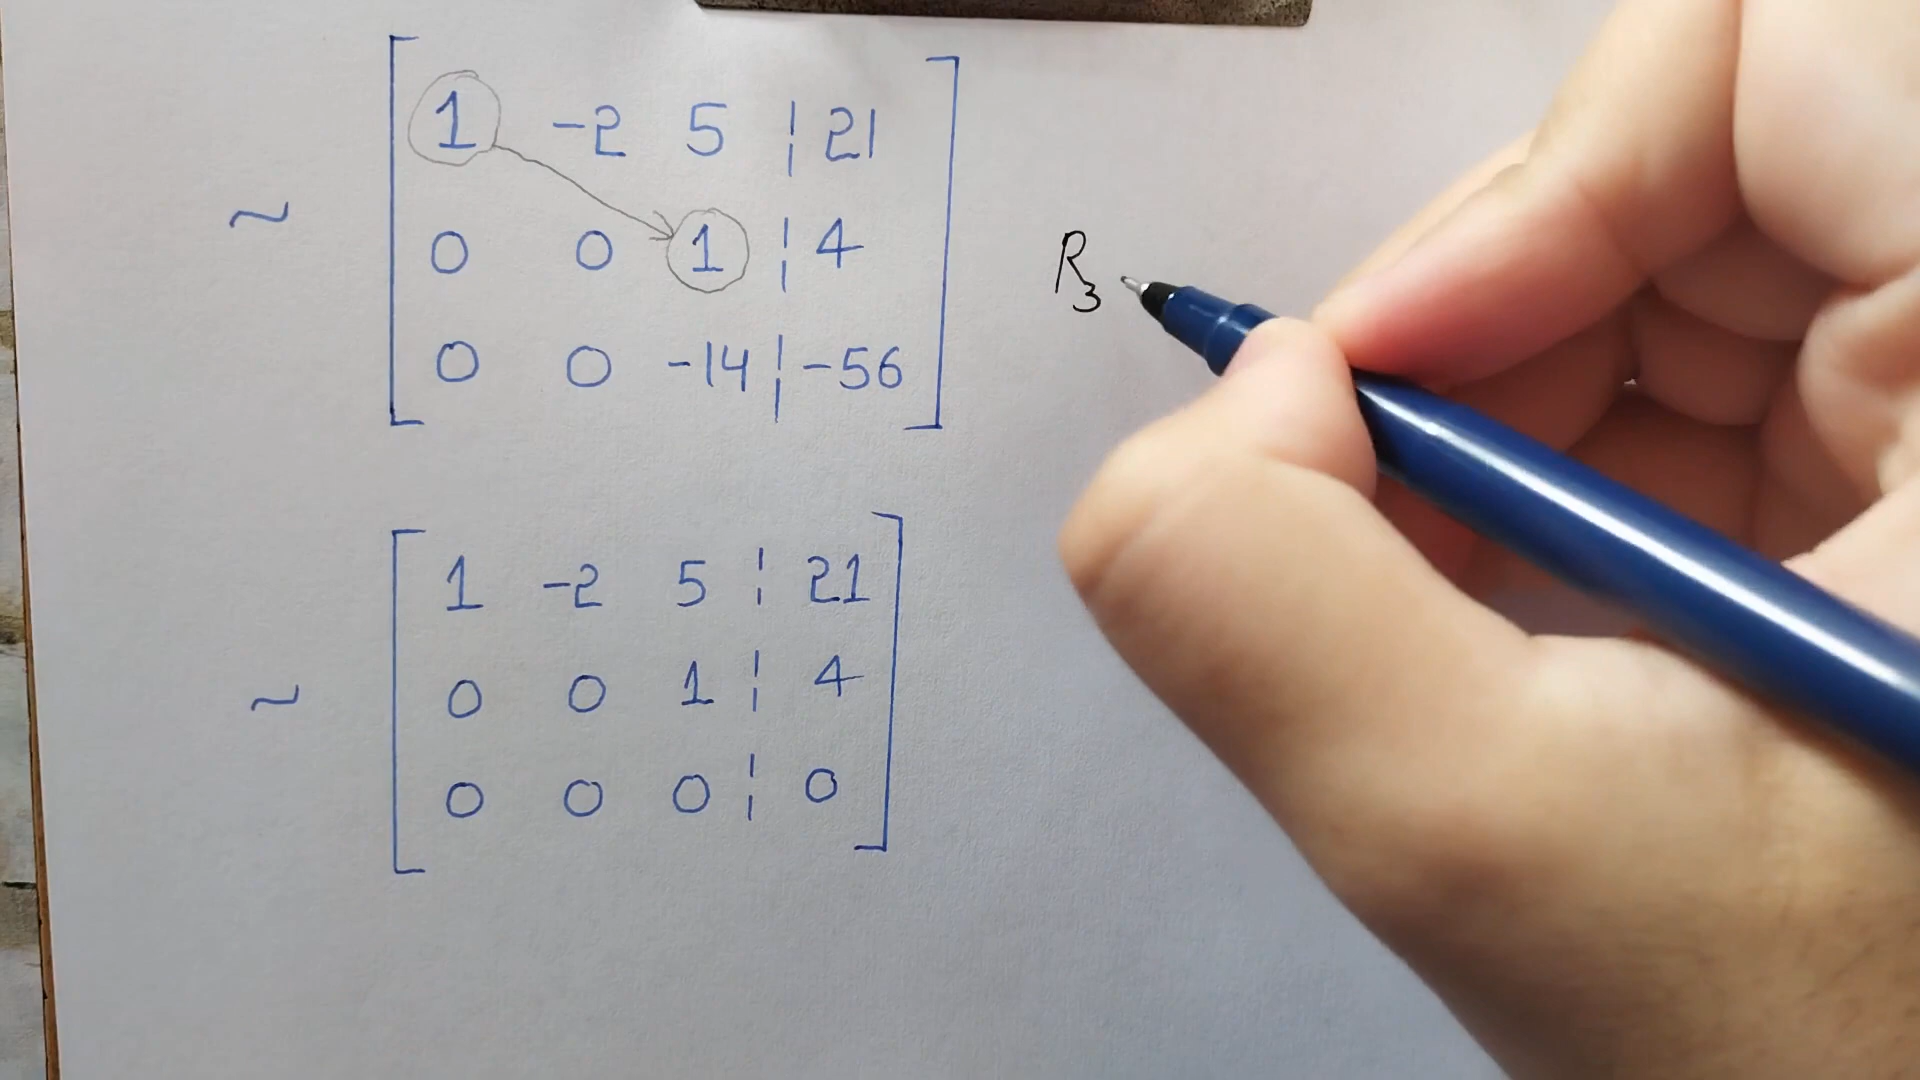 1 -2 5 ¦ 21
~ 0 0 1 ¦ 4 R₃
0 0 -14 ¦ -56
1 -2 5 ¦ 21
~ 0 0 1 ¦ 4
0 0 0 ¦ 0